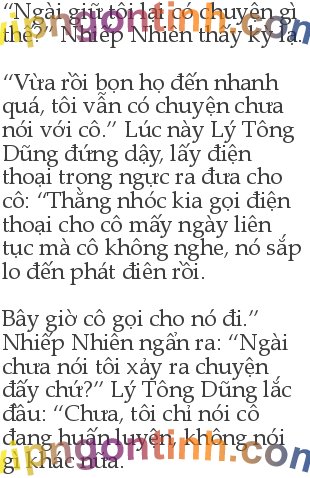 “Ngài giữ tôi lại có chuyện gì
thế?” Nhiếp Nhiên thấy kỳ lạ.
vipngontinh.com
“Vừa rồi bọn họ đến nhanh
quá, tôi vẫn có chuyện chưa
nói với cô.” Lúc này Lý Tông
Dũng đứng dậy, lấy điện
thoại trong ngực ra đưa cho
cô: “Thằng nhóc kia gọi điện
thoại cho cô mấy ngày liên
tục mà cô không nghe, nó sắp
lo đến phát điên rồi.
Bây giờ cô gọi cho nó đi.”
Nhiếp Nhiên ngẩn ra: “Ngài
chưa nói tôi xảy ra chuyện
đấy chứ?” Lý Tông Dũng lắc
đầu: “Chưa, tôi chỉ nói cô
đang huấn luyện, không nói
gì khác nữa.
vipngontinh.com